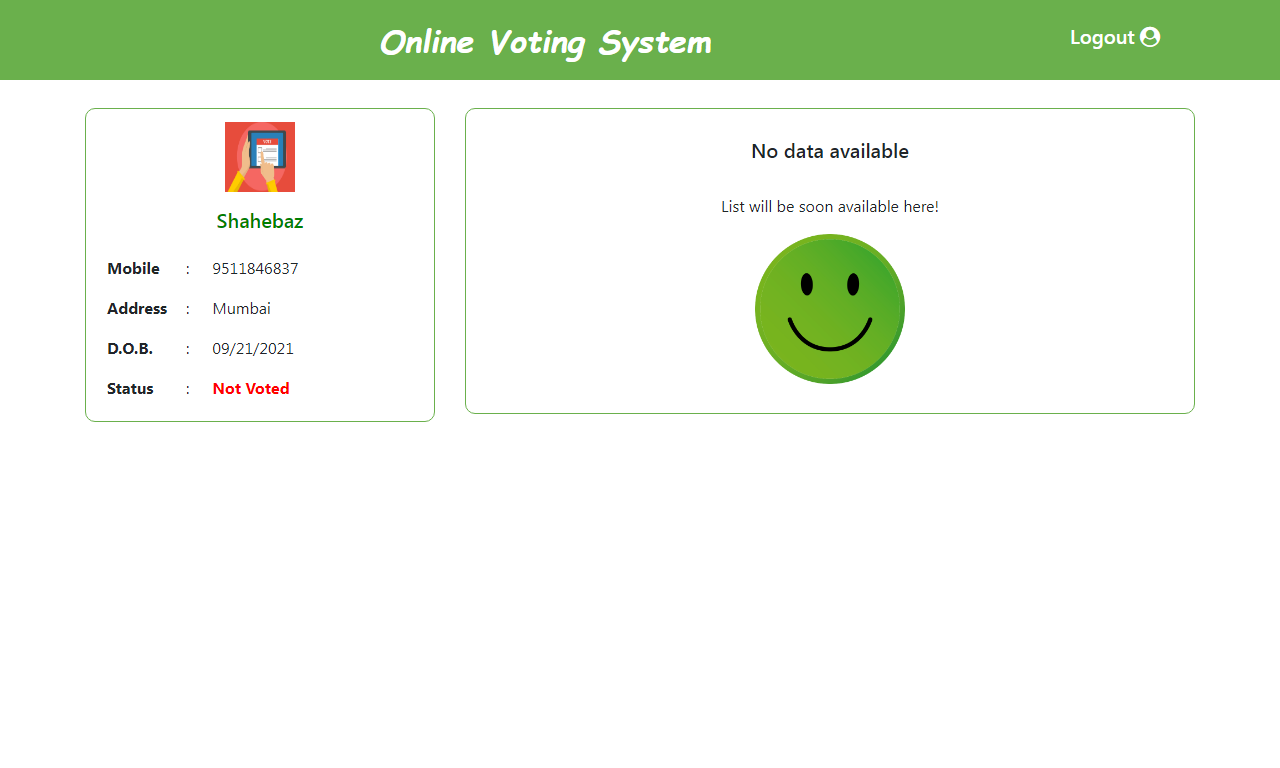 Online Voting System
Logout
Shahebaz
Mobile : 9511846837
Address : Mumbai
D.O.B. : 09/21/2021
Status : Not Voted
No data available
List will be soon available here!